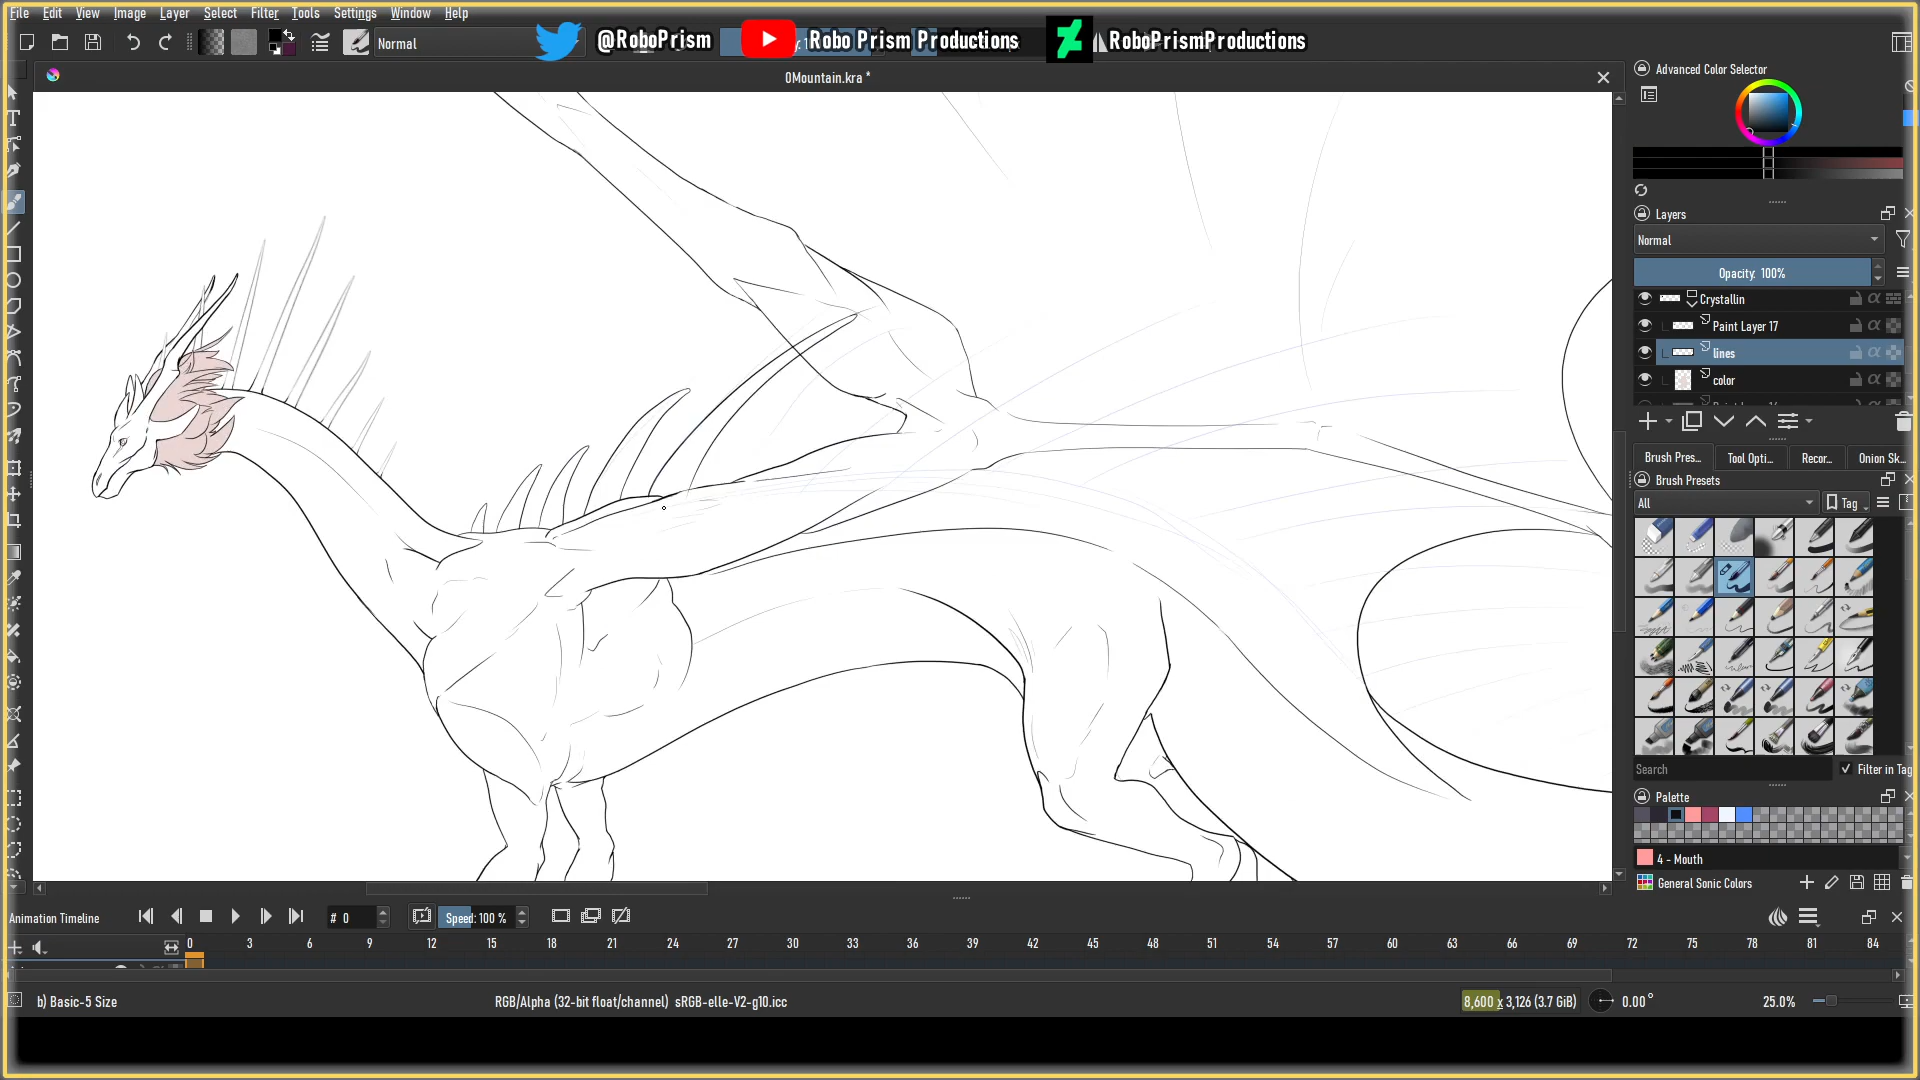 File Edit View Image Layer Select Filter Tools Settings Window Help
Normal
@RoboPrism
Robo Prism Productions
RoboPrismProductions
0Mountain.kra *
Advanced Color Selector
Layers
Normal
Opacity: 100%
Crystallin
Paint Layer 17
lines
color
Brush Pres... Tool Opti... Recor... Onion Sk...
Brush Presets
All
Tag
Search
Filter in Tag
Palette
4 - Mouth
General Sonic Colors
Animation Timeline
# 0
Speed: 100 %
0 3 6 9 12 15 18 21 24 27 30 33 36 39 42 45 48 51 54 57 60 63 66 69 72 75 78 81 84
b) Basic-5 Size
RGB/Alpha (32-bit float/channel) sRGB-elle-V2-g10.icc
8,600 x 3,126 (3.7 GiB)
0.00°
25.0%